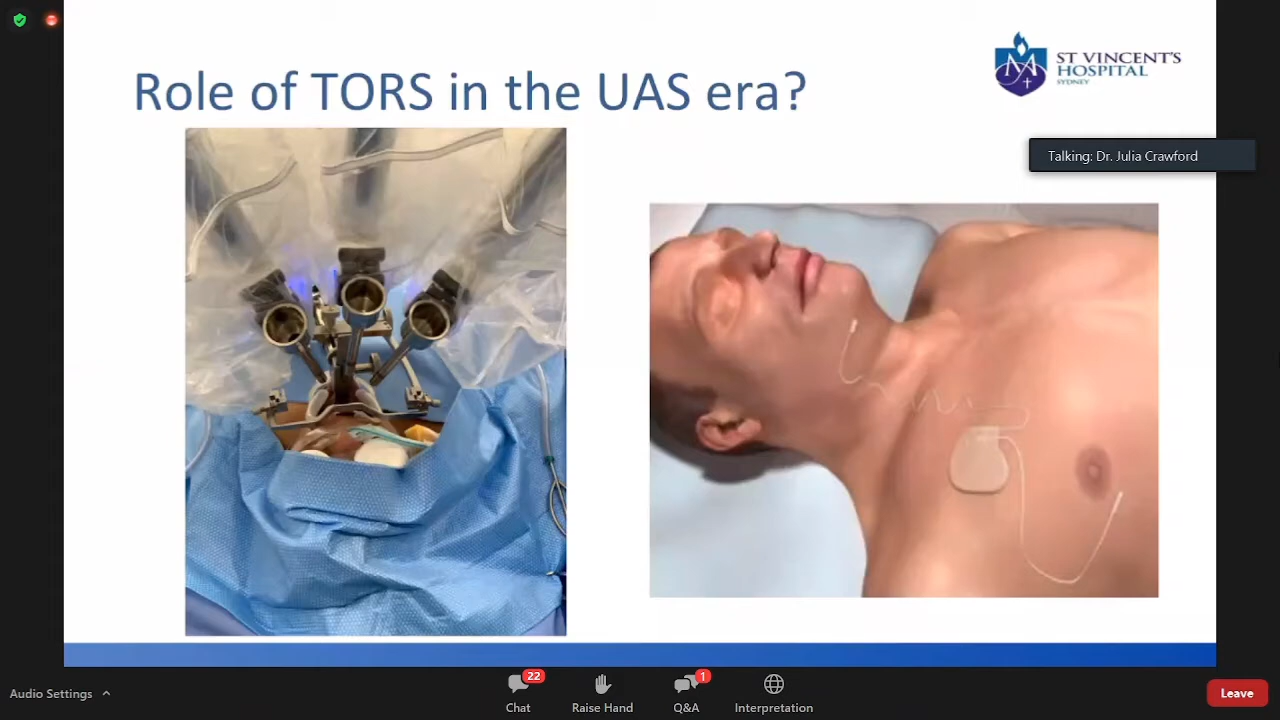 Role of TORS in the UAS era?
ST VINCENT'S
HOSPITAL
SYDNEY
Talking: Dr. Julia Crawford
Audio Settings
22
Chat
Raise Hand
1
Q&A
Interpretation
Leave